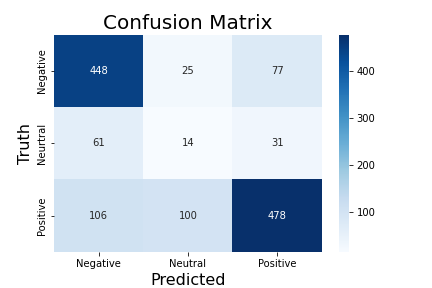 Confusion Matrix
Negative
448 25 77
400
Neurtral
61 14 31
300
200
Positive
106 100 478
100
Truth
Negative Neutral Positive
Predicted